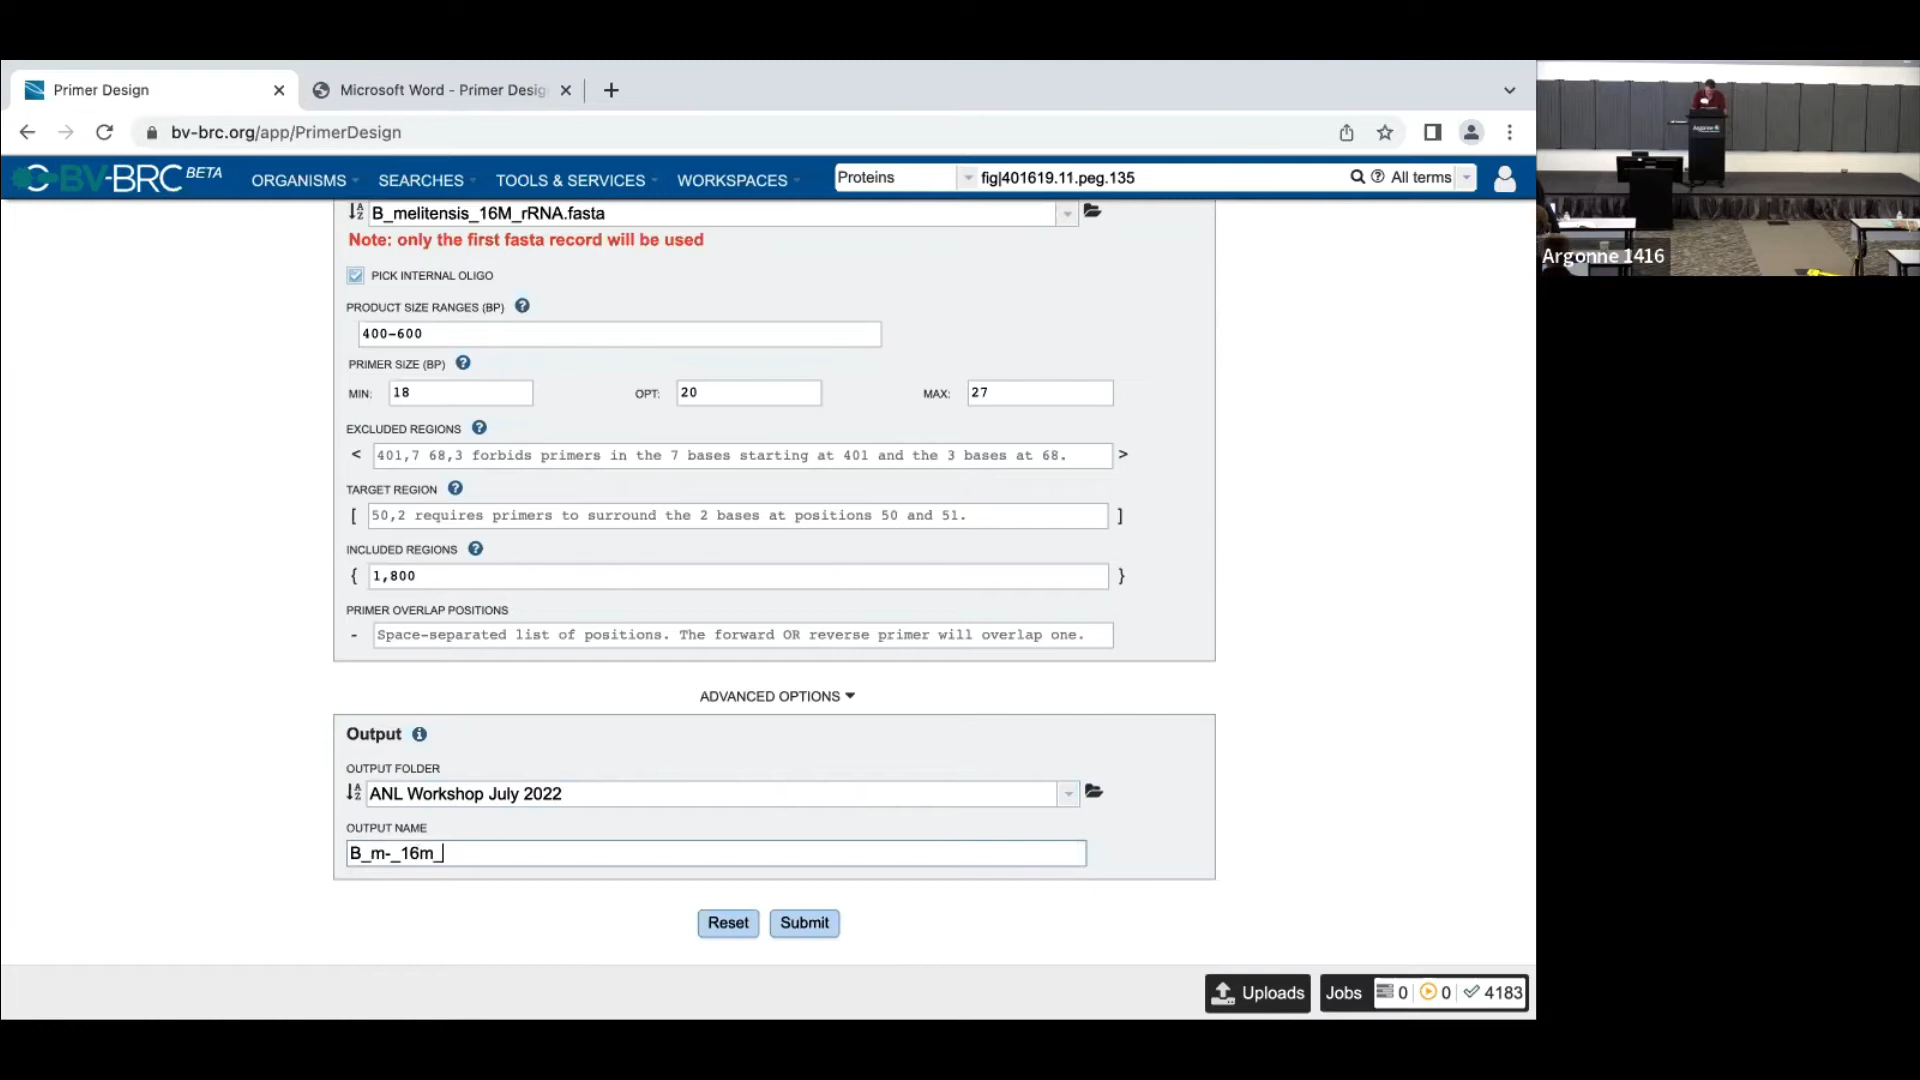 Primer Design
Microsoft Word - Primer Desig
bv-brc.org/app/PrimerDesign
BV-BRC BETA
ORGANISMS
SEARCHES
TOOLS & SERVICES
WORKSPACES
Proteins
fig|401619.11.peg.135
All terms
B_melitensis_16M_rRNA.fasta
Note: only the first fasta record will be used
PICK INTERNAL OLIGO
PRODUCT SIZE RANGES (BP)
400-600
PRIMER SIZE (BP)
MIN: 18 OPT: 20 MAX: 27
EXCLUDED REGIONS
< 401,7 68,3 forbids primers in the 7 bases starting at 401 and the 3 bases at 68. >
TARGET REGION
[ 50,2 requires primers to surround the 2 bases at positions 50 and 51. ]
INCLUDED REGIONS
{ 1,800 }
PRIMER OVERLAP POSITIONS
- Space-separated list of positions. The forward OR reverse primer will overlap one.
ADVANCED OPTIONS
Output
OUTPUT FOLDER
ANL Workshop July 2022
OUTPUT NAME
B_m-_16m_
Reset Submit
Uploads
Jobs 0 0 4183
Argonne
Argonne 1416